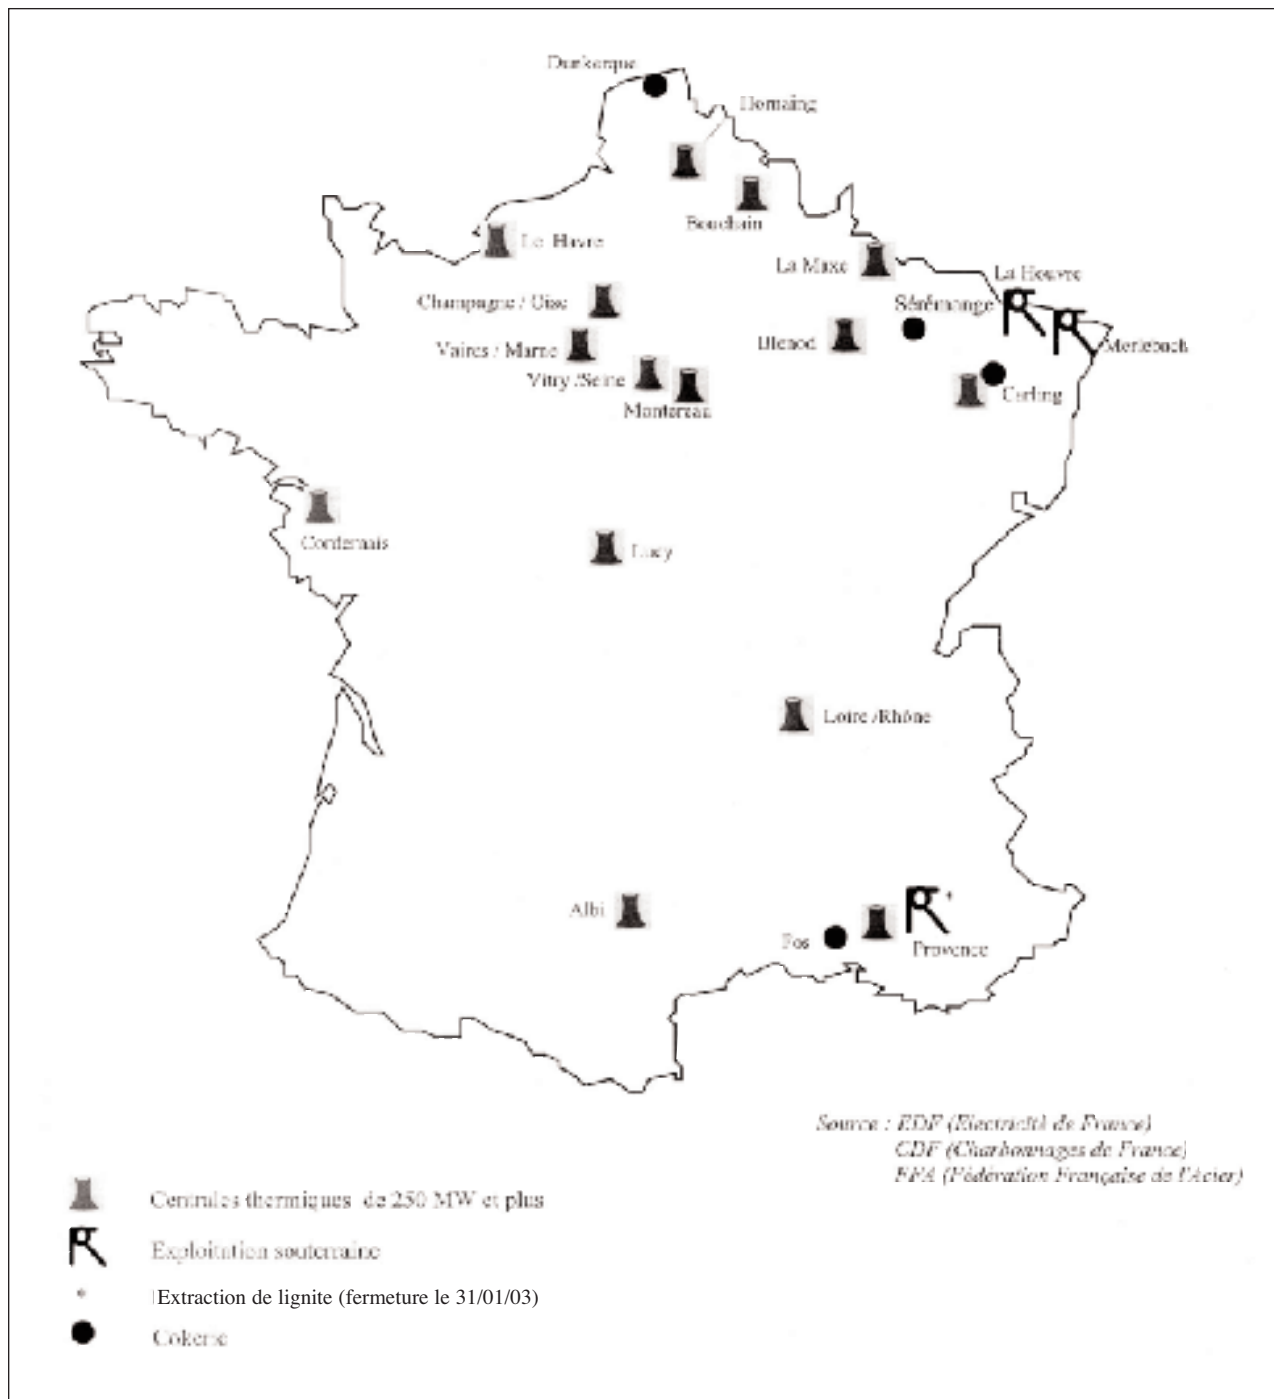 Dunkerque
Hornaing
Bouchain
Le Havre
La Maxe
La Houvre
Champagne / Oise
Sérémange
Vaires / Marne
Blenod
Merlebach
Vitry /Seine
Montereau
Carling
Cordemais
Lucy
Loire /Rhône
Albi
Fos
Provence
Source : EDF (Electricité de France)
CDF (Charbonnages de France)
FFA (Fédération Française de l'Acier)
Centrales thermiques de 250 MW et plus
Exploitation souterraine
Extraction de lignite (fermeture le 31/01/03)
Cokerie